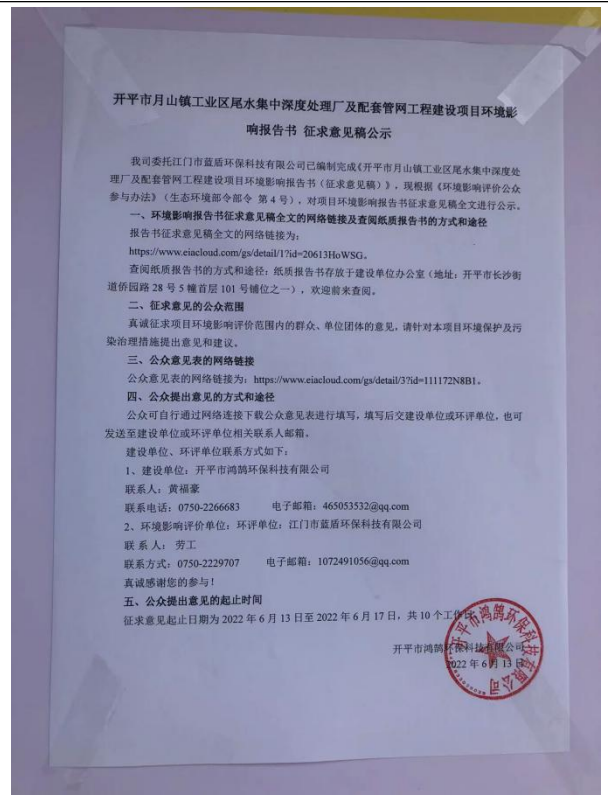 开平市月山镇工业区尾水集中深度处理厂及配套管网工程建设项目环境影
响报告书 征求意见稿公示
我司委托江门市蓝盾环保科技有限公司已编制完成《开平市月山镇工业区尾水集中深度处
理厂及配套管网工程建设项目环境影响报告书（征求意见稿）》，现根据《环境影响评价公众
参与办法》（生态环境部令部令 第 4 号），对项目环境影响报告书征求意见稿全文进行公示。
一、环境影响报告书征求意见稿全文的网络链接及查阅纸质报告书的方式和途径
报告书征求意见稿全文的网络链接为：
https://www.eiacloud.com/gs/detail/1?id=20613HoWSG。
查阅纸质报告书的方式和途径：纸质报告书存放于建设单位办公室（地址：开平市长沙街
道侨园路 28 号 5 幢首层 101 号铺位之一），欢迎前来查阅。
二、征求意见的公众范围
真诚征求项目环境影响评价范围内的群众、单位团体的意见，请针对本项目环境保护及污
染治理措施提出意见和建议。
三、公众意见表的网络链接
公众意见表的网络链接为：https://www.eiacloud.com/gs/detail/3?id=111172N8B1。
四、公众提出意见的方式和途径
公众可自行通过网络连接下载公众意见表进行填写，填写后交建设单位或环评单位，也可
发送至建设单位或环评单位相关联系人邮箱。
建设单位、环评单位联系方式如下：
1、建设单位：开平市鸿鹄环保科技有限公司
联系人：黄福豪
联系电话：0750-2266683 电子邮箱：465053532@qq.com
2、环境影响评价单位：环评单位：江门市蓝盾环保科技有限公司
联 系 人： 劳工
联系方式：0750-2229707 电子邮箱：1072491056@qq.com
真诚感谢您的参与！
五、公众提出意见的起止时间
征求意见起止日期为 2022 年 6 月 13 日至 2022 年 6 月 17 日，共 10 个工作日
开平市鸿鹄环保科技有限公司
2022 年 6 月 13 日
开平市鸿鹄环保科技有限公司